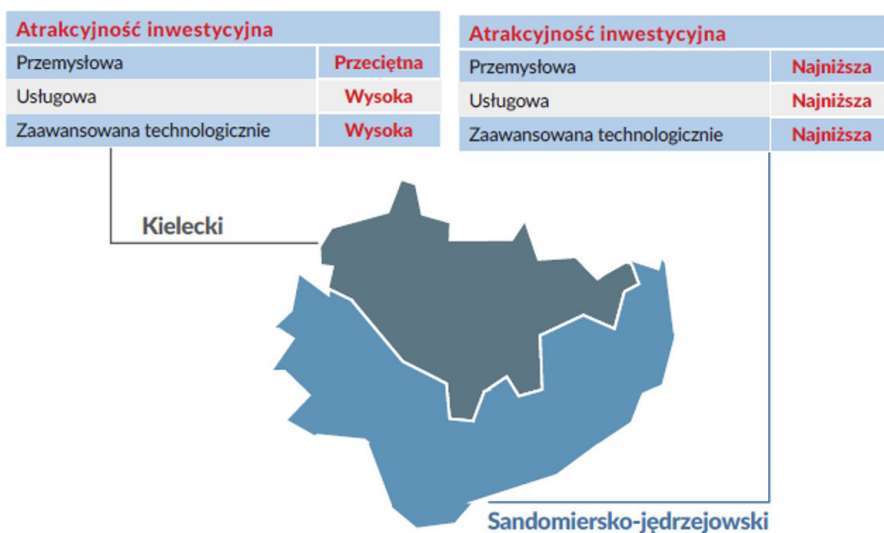 Atrakcyjność inwestycyjna
Przemysłowa Przeciętna
Usługowa Wysoka
Zaawansowana technologicznie Wysoka
Atrakcyjność inwestycyjna
Przemysłowa Najniższa
Usługowa Najniższa
Zaawansowana technologicznie Najniższa
Kielecki
Sandomiersko-jędrzejowski